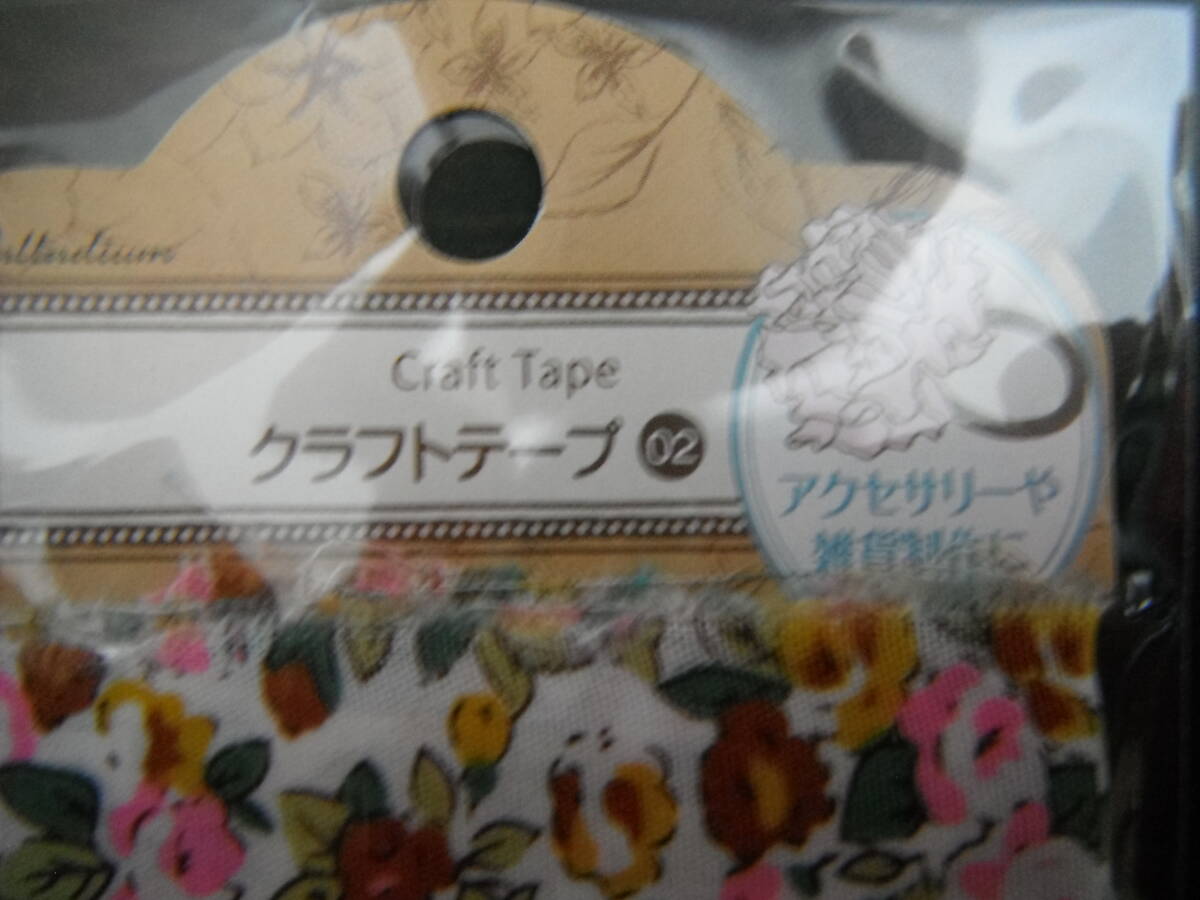 Craft Tape
クラフトテープ 02
アクセサリーや
雑貨制作に